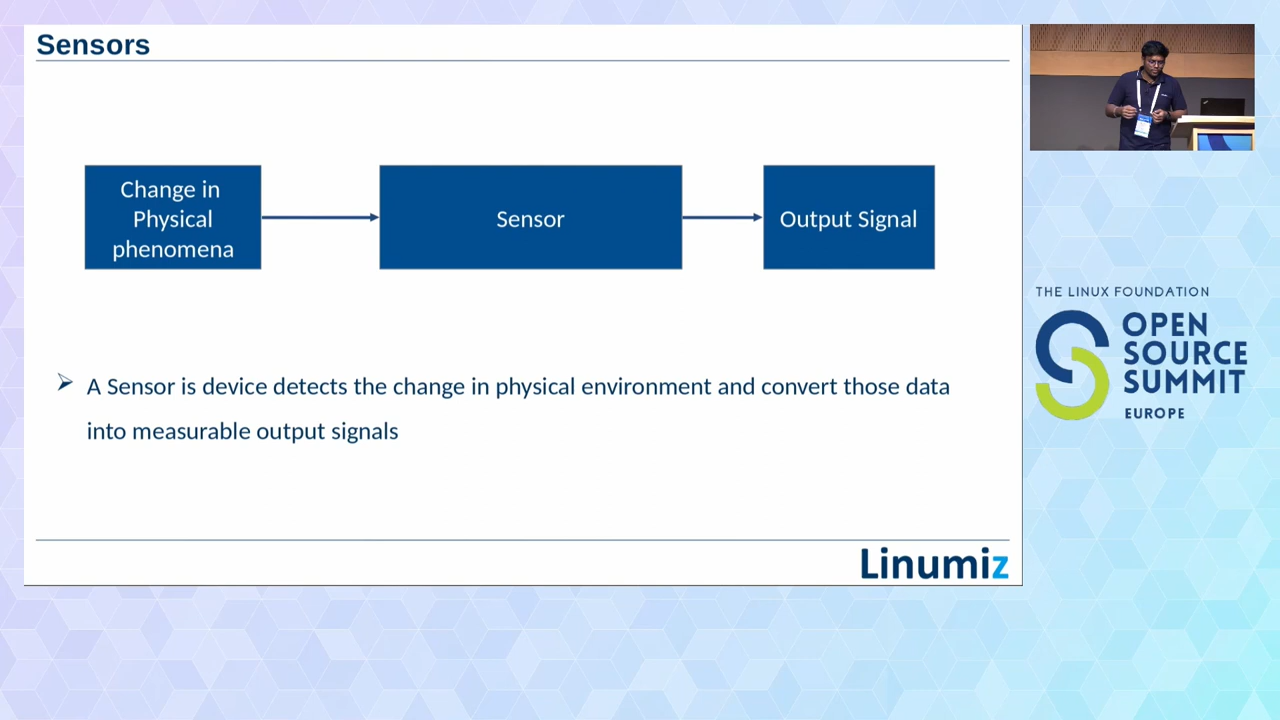 Sensors
Change in
Physical
phenomena
Sensor
Output Signal
A Sensor is device detects the change in physical environment and convert those data
into measurable output signals
Linumiz
THE LINUX FOUNDATION
OPEN
SOURCE
SUMMIT
EUROPE